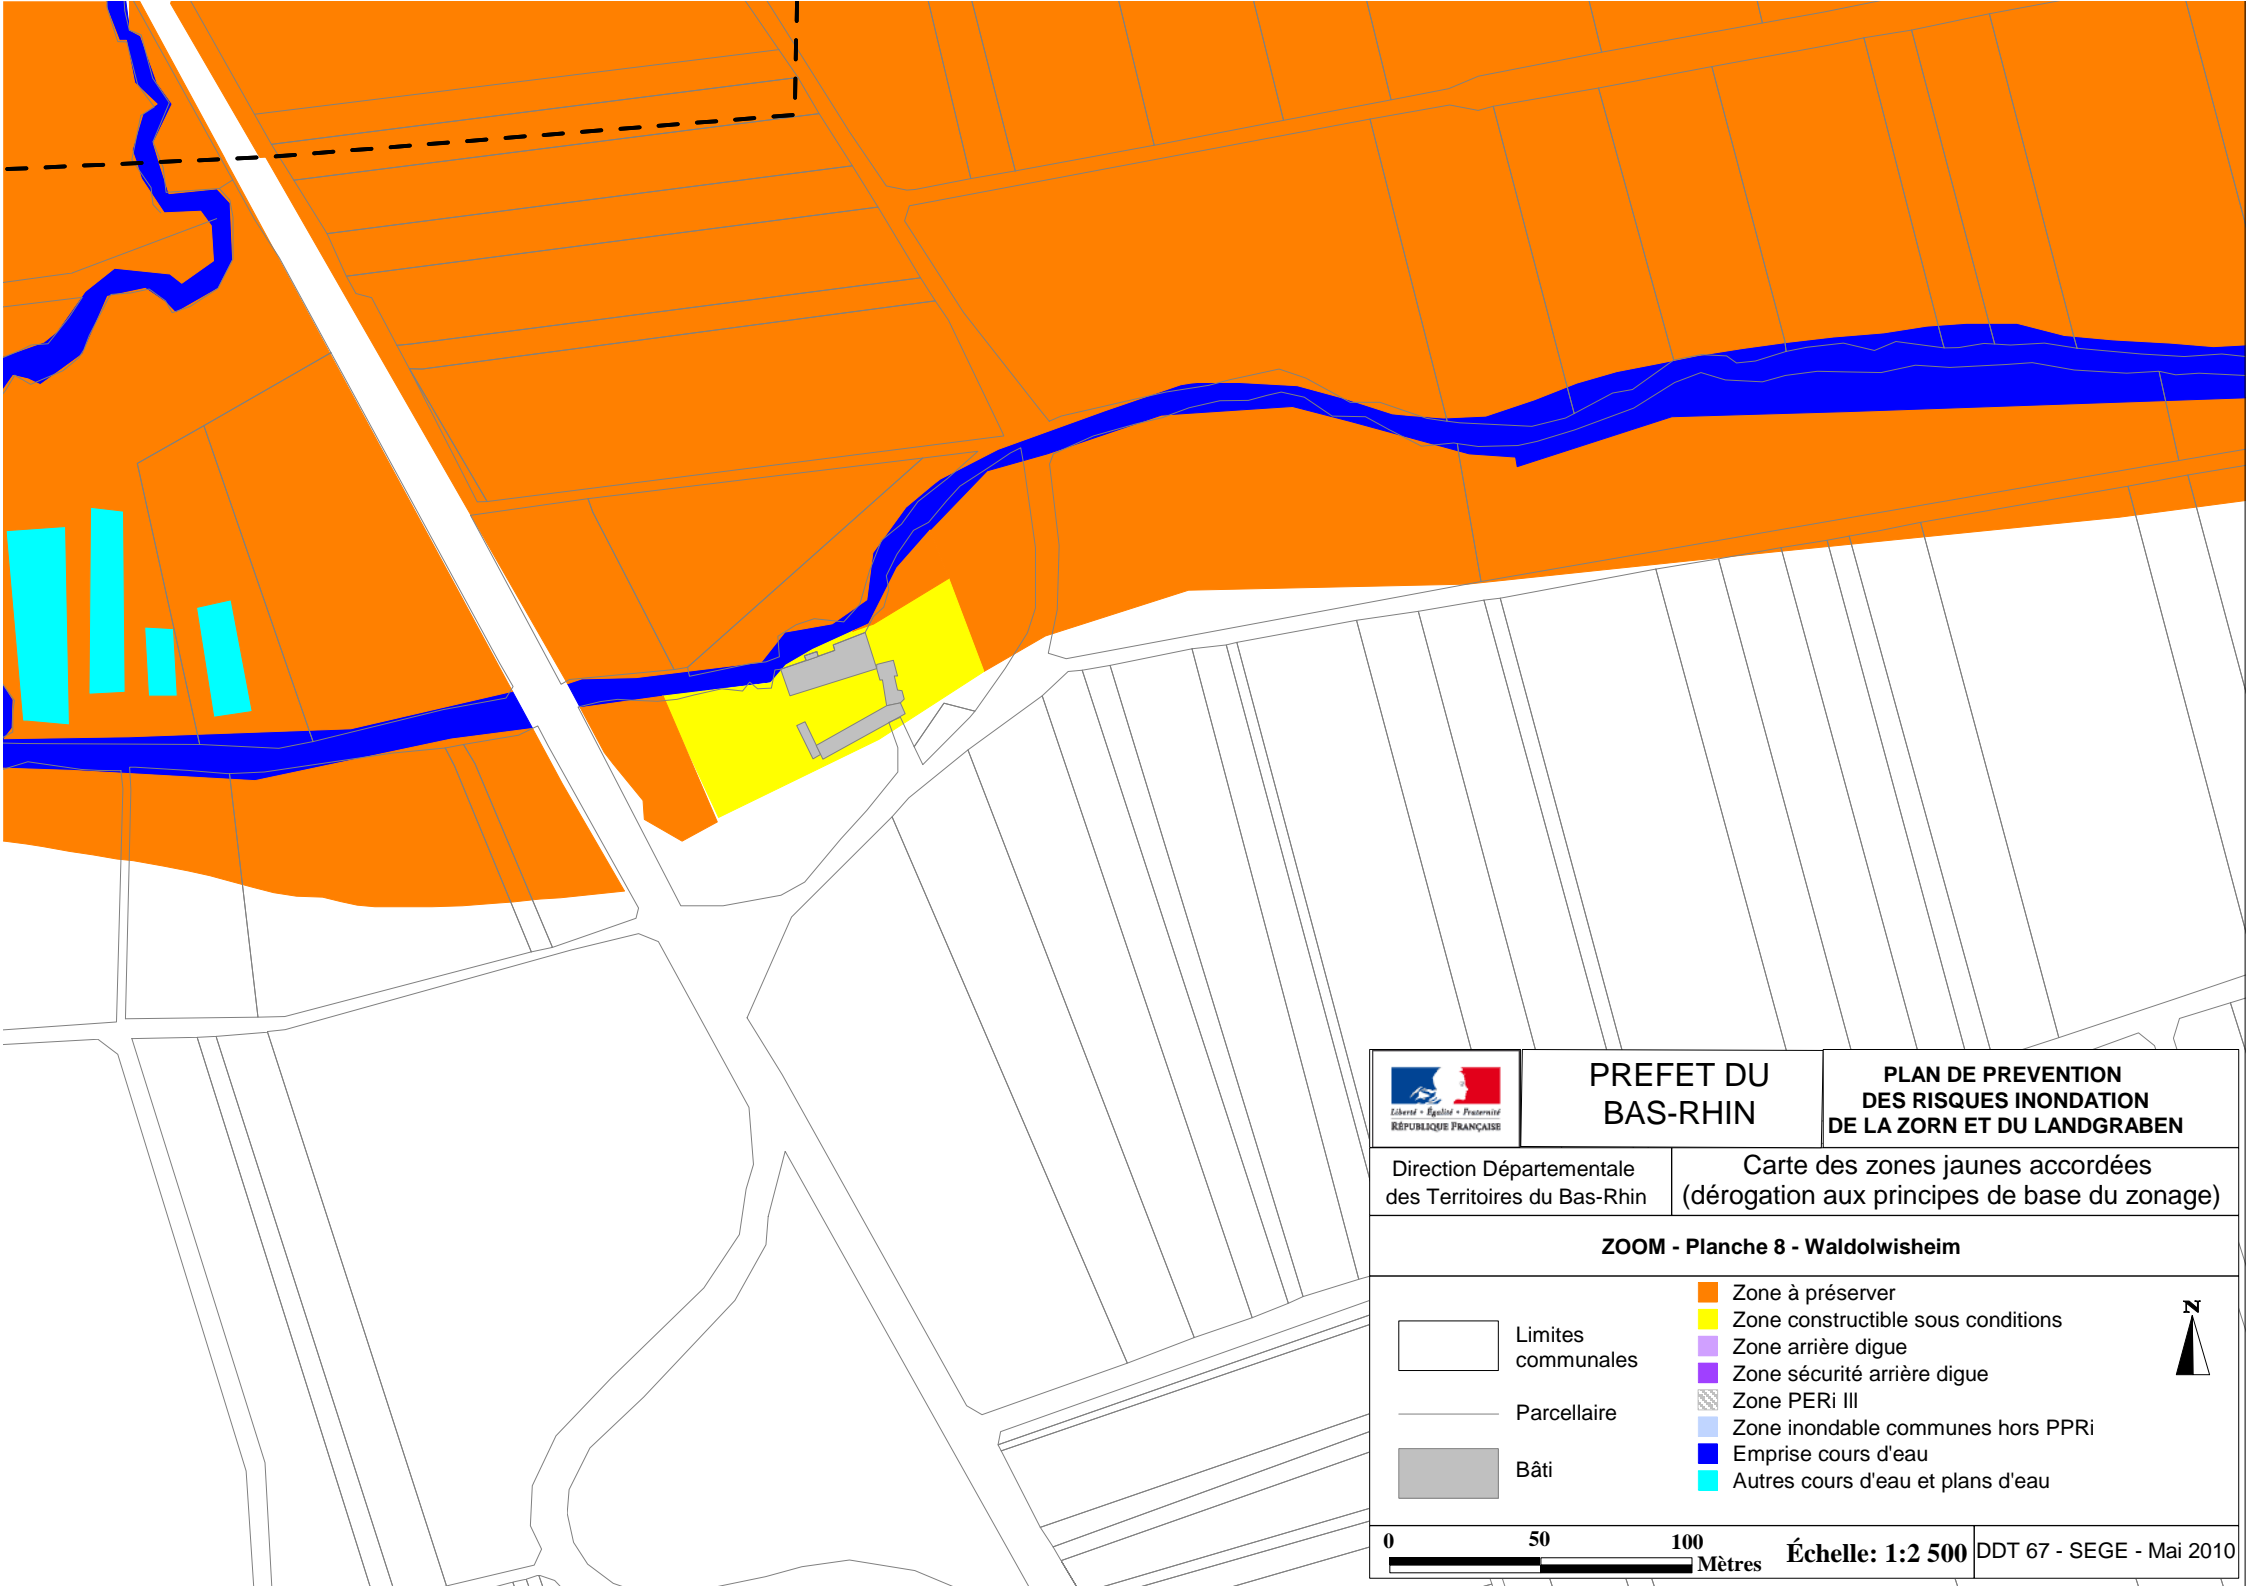 Liberté • Égalité • Fraternité
RÉPUBLIQUE FRANÇAISE
PREFET DU
BAS-RHIN
PLAN DE PREVENTION
DES RISQUES INONDATION
DE LA ZORN ET DU LANDGRABEN
Direction Départementale
des Territoires du Bas-Rhin
Carte des zones jaunes accordées
(dérogation aux principes de base du zonage)
ZOOM - Planche 8 - Waldolwisheim
Limites
communales
Parcellaire
Bâti
Zone à préserver
Zone constructible sous conditions
Zone arrière digue
Zone sécurité arrière digue
Zone PERi III
Zone inondable communes hors PPRi
Emprise cours d'eau
Autres cours d'eau et plans d'eau
N
0 50 100
Mètres
Échelle: 1:2 500
DDT 67 - SEGE - Mai 2010